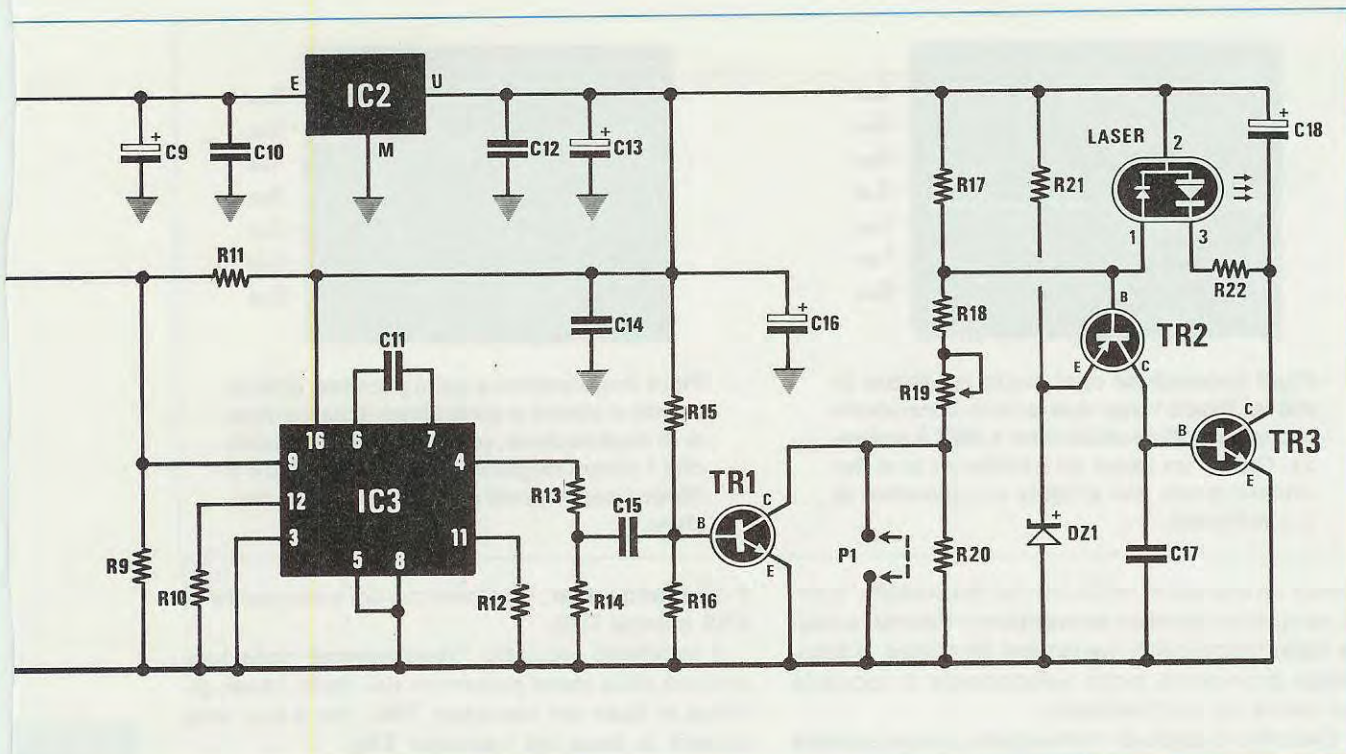 E
IC2
U
M
+
C9
C10
C12
+
C13
R17
R21
LASER
2
+
C18
1
3
R22
R11
C14
+
C16
R18
B
TR2
E
C
C11
R19
R15
6
7
16
9
4
12
IC3
3
11
5
8
R13
C15
TR1
B
C
E
P1
B
C
TR3
E
R9
R10
R12
R14
R16
R20
+
DZ1
C17